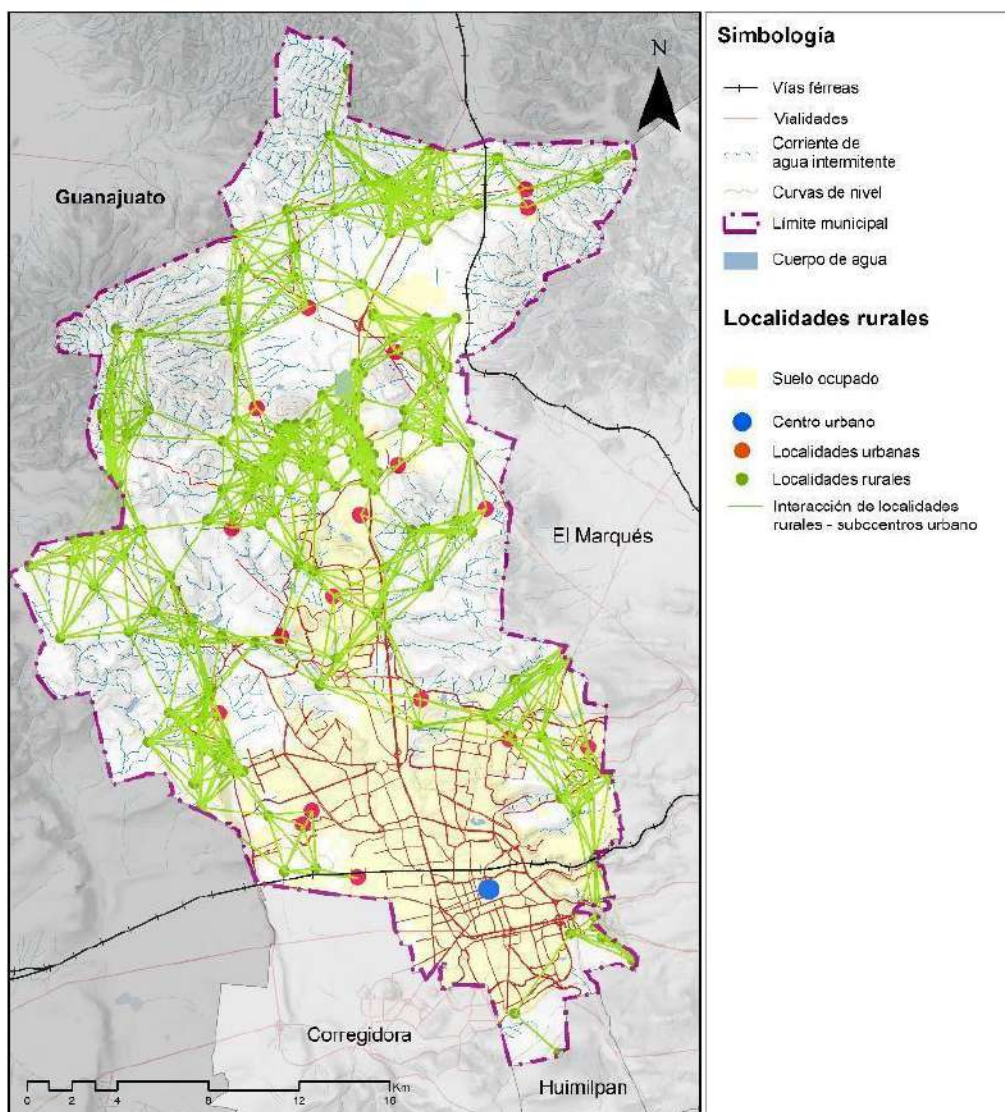 Guanajuato
El Marqués
Corregidora
Huimilpan
N
0 2 4 8 12 16 Km
Simbología
Vías férreas
Vialidades
Corriente de
agua intermitente
Curvas de nivel
Límite municipal
Cuerpo de agua
Localidades rurales
Suelo ocupado
Centro urbano
Localidades urbanas
Localidades rurales
Interacción de localidades
rurales - subccentros urbano